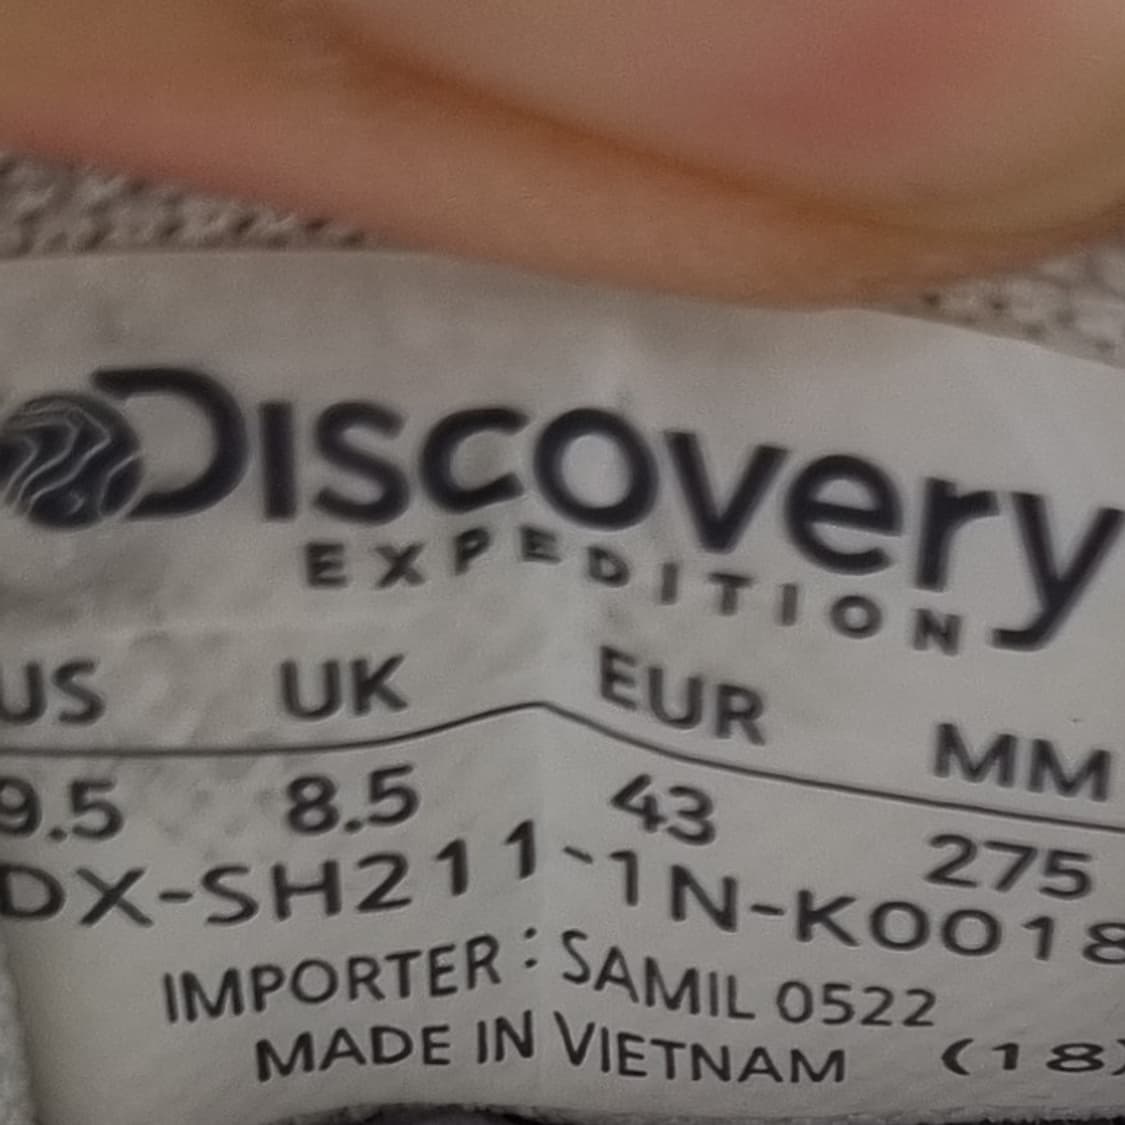 DISCOVery
EXPEDITION
US UK EUR MM
9.5 8.5 43 275
DX-SH211-1N-K0018
IMPORTER : SAMIL 0522
MADE IN VIETNAM (18)